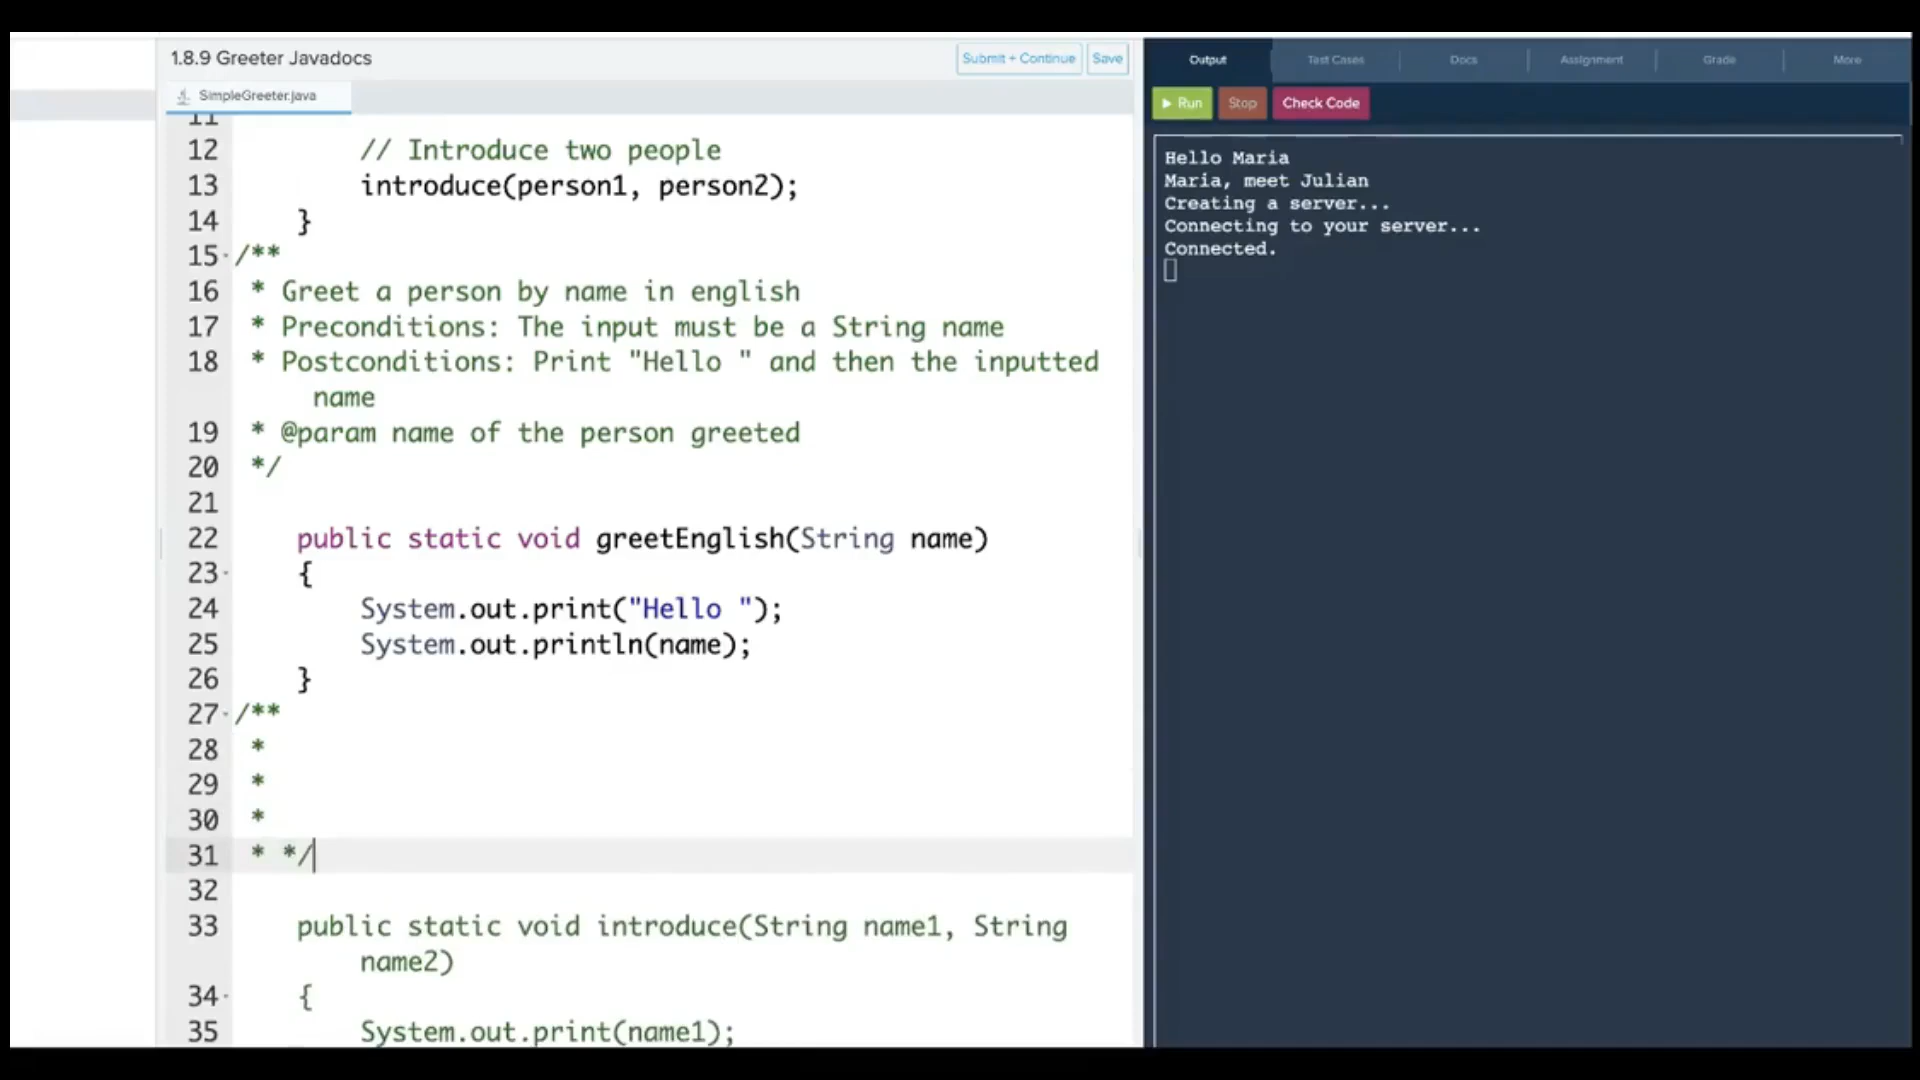 1.8.9 Greeter Javadocs
Submit + Continue
Save
SimpleGreeter.java
11
12 // Introduce two people
13 introduce(person1, person2);
14 }
15 /**
16 * Greet a person by name in english
17 * Preconditions: The input must be a String name
18 * Postconditions: Print "Hello " and then the inputted
name
19 * @param name of the person greeted
20 */
21
22 public static void greetEnglish(String name)
23 {
24 System.out.print("Hello ");
25 System.out.println(name);
26 }
27 /**
28 *
29 *
30 *
31 * */
32
33 public static void introduce(String name1, String
name2)
34 {
35 System.out.print(name1);
Output
Test Cases
Docs
Assignment
Grade
More
Run
Stop
Check Code
Hello Maria
Maria, meet Julian
Creating a server...
Connecting to your server...
Connected.